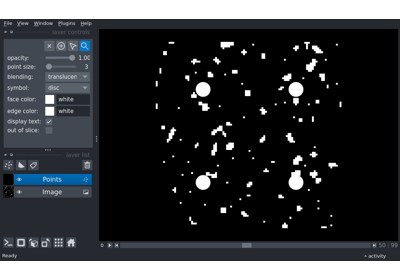 File View Window Plugins Help
layer controls
opacity: 1.00
point size: 3
blending: translucen
symbol: disc
face color: white
edge color: white
display text:
out of slice:
layer list
Points
Image
0 50 99
Ready activity